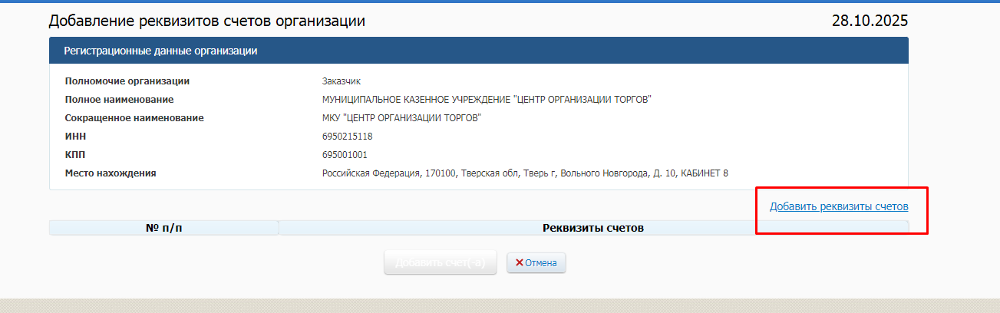 Добавление реквизитов счетов организации 28.10.2025
Регистрационные данные организации
Полномочие организации Заказчик
Полное наименование МУНИЦИПАЛЬНОЕ КАЗЕННОЕ УЧРЕЖДЕНИЕ "ЦЕНТР ОРГАНИЗАЦИИ ТОРГОВ"
Сокращенное наименование МКУ "ЦЕНТР ОРГАНИЗАЦИИ ТОРГОВ"
ИНН 6950215118
КПП 695001001
Место нахождения Российская Федерация, 170100, Тверская обл, Тверь г, Вольного Новгорода, Д. 10, КАБИНЕТ 8
Добавить реквизиты счетов
№ п/п Реквизиты счетов
Добавить счет(-а) Отмена